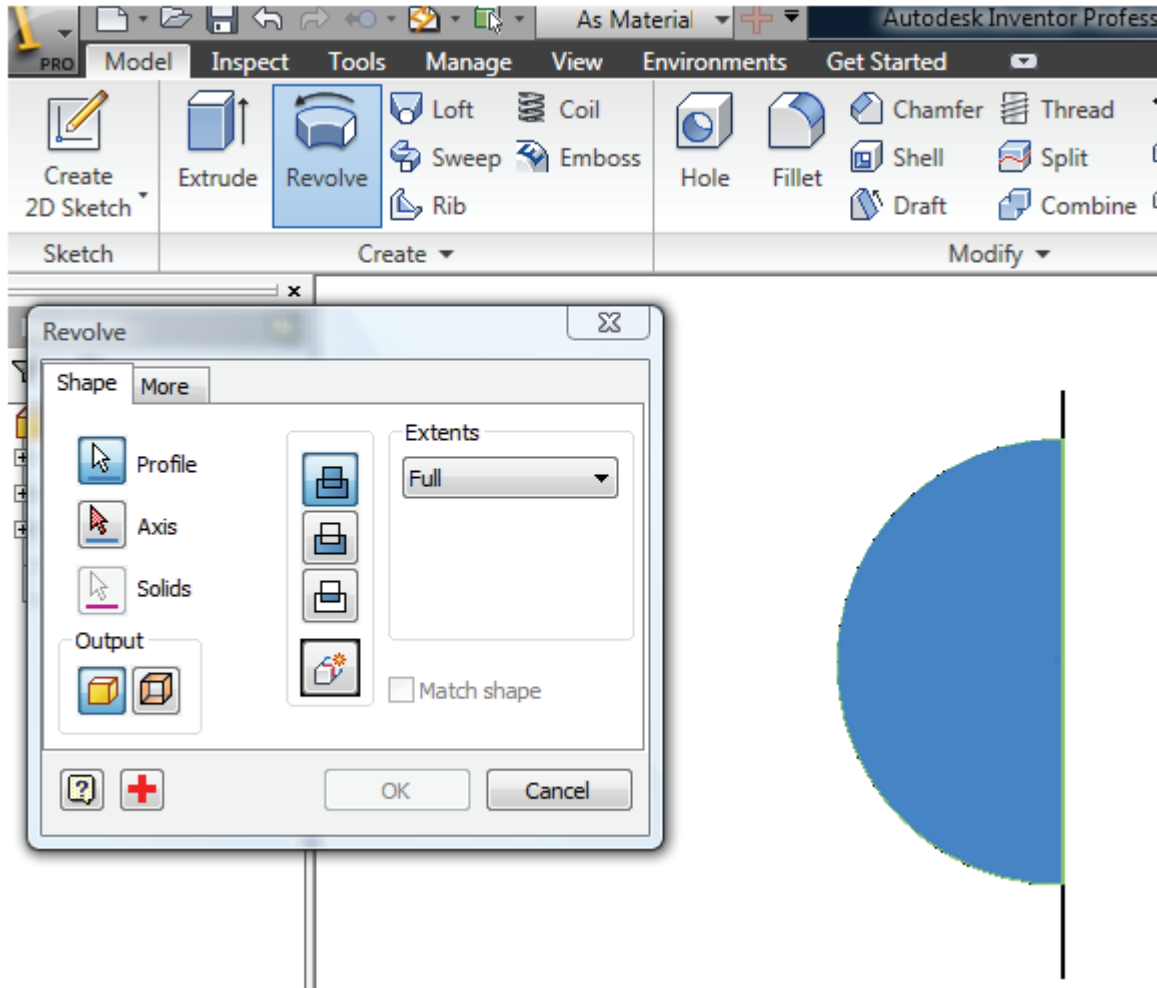 As Material Autodesk Inventor Profess
PRO Model Inspect Tools Manage View Environments Get Started
Create
2D Sketch
Extrude
Revolve
Loft
Sweep
Rib
Coil
Emboss
Hole
Fillet
Chamfer
Shell
Draft
Thread
Split
Combine
Sketch
Create
Modify
Revolve
Shape More
Profile
Axis
Solids
Output
Extents
Full
Match shape
OK Cancel